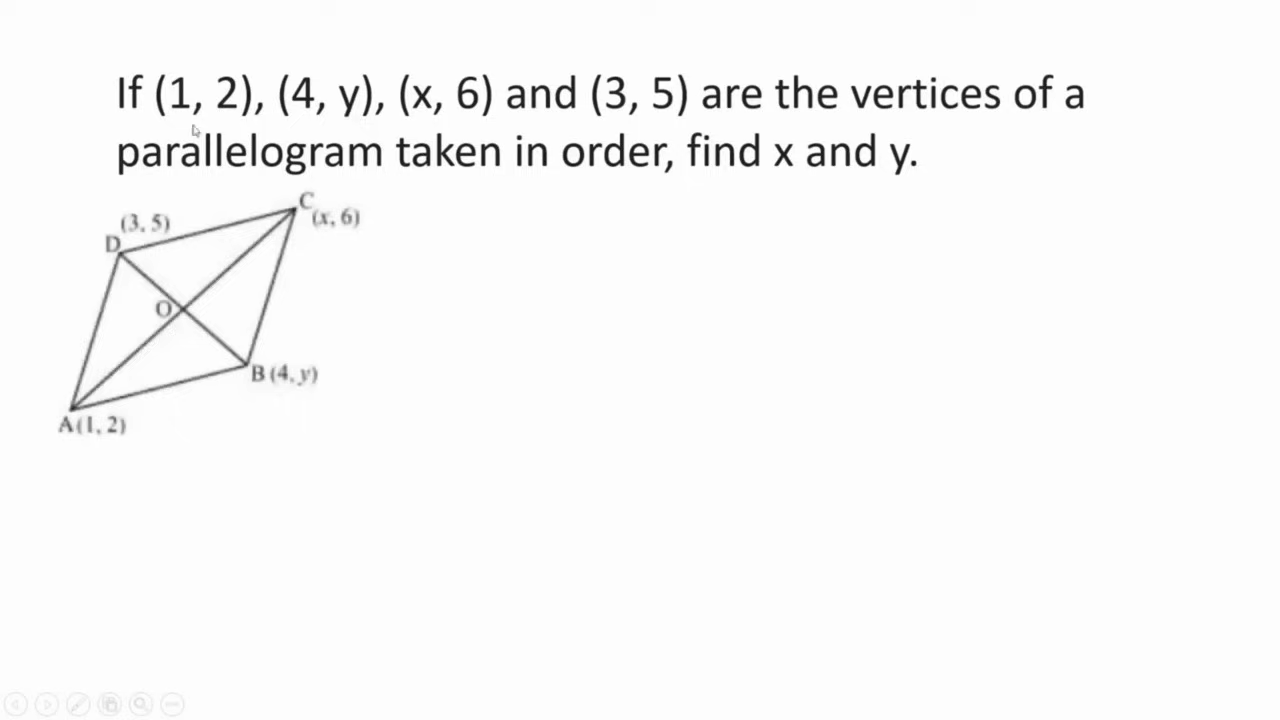 If (1, 2), (4, y), (x, 6) and (3, 5) are the vertices of a
parallelogram taken in order, find x and y.
C
(3, 5)
(x, 6)
D
O
B (4, y)
A (1, 2)